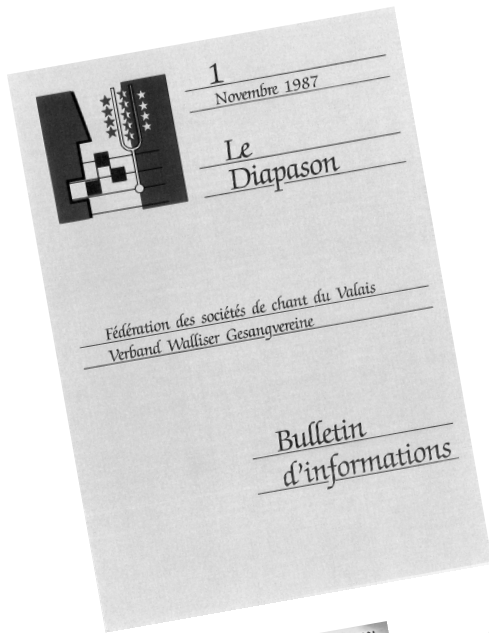 1
Novembre 1987
Le
Diapason
Fédération des sociétés de chant du Valais
Verband Walliser Gesangvereine
Bulletin
d'informations